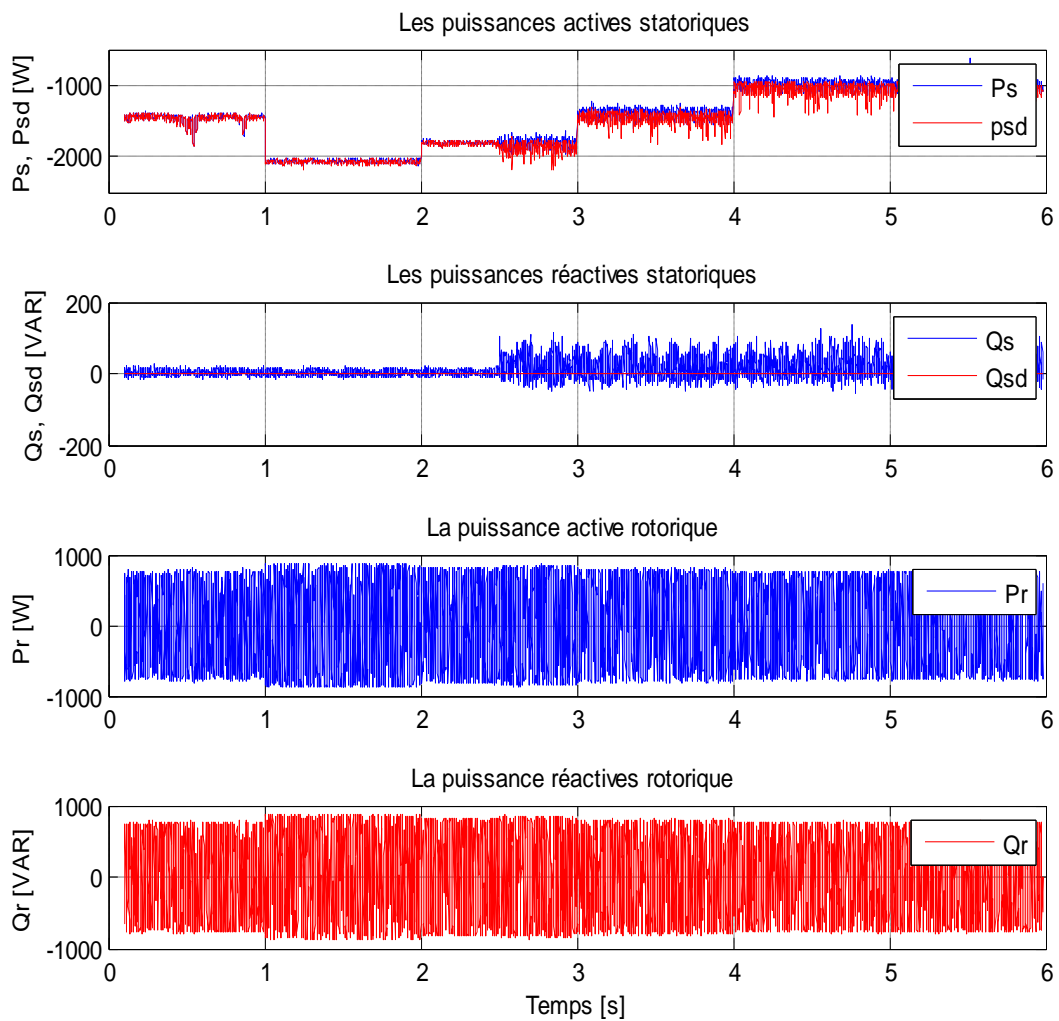 Les puissances actives statoriques
Ps, Psd [W]
-1000
-2000
Ps
psd
0 1 2 3 4 5 6
Les puissances réactives statoriques
Qs, Qsd [VAR]
200
0
-200
Qs
Qsd
0 1 2 3 4 5 6
La puissance active rotorique
Pr [W]
1000
0
-1000
Pr
0 1 2 3 4 5 6
La puissance réactives rotorique
Qr [VAR]
1000
0
-1000
Qr
0 1 2 3 4 5 6
Temps [s]